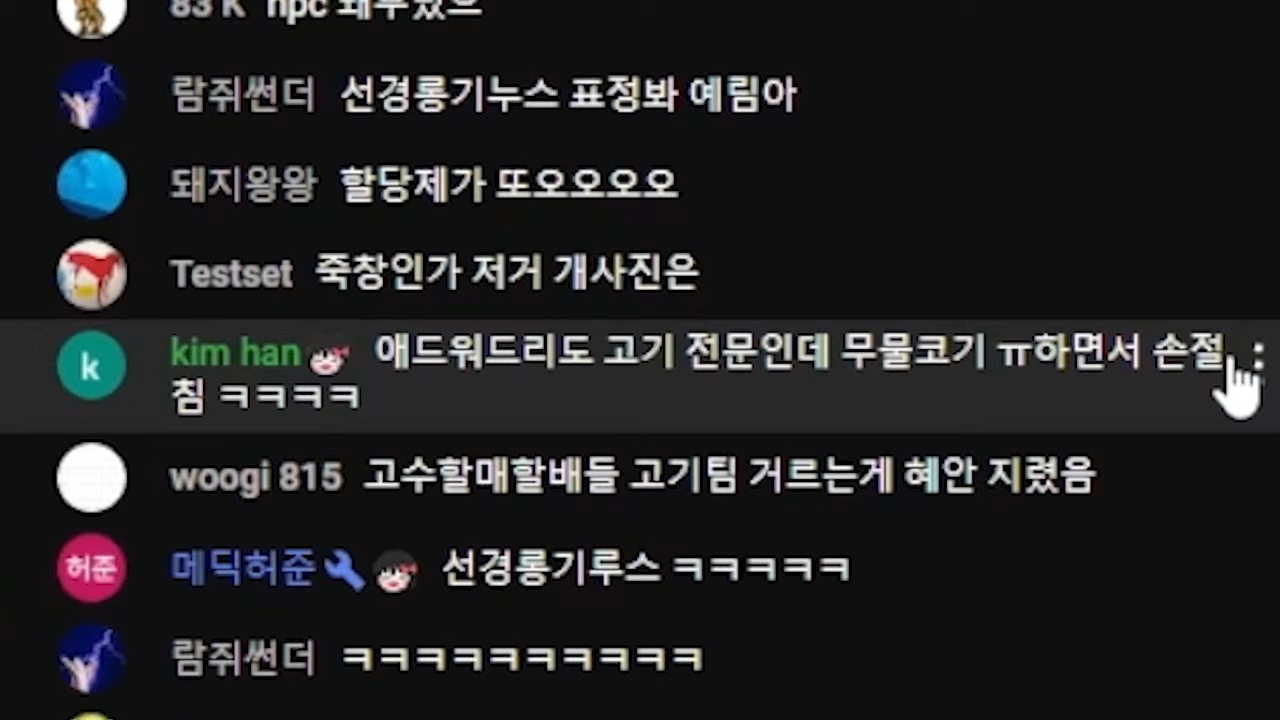 83 K npc
람쥐썬더 선경롱기누스 표정봐 예림아
돼지왕왕 할당제가 또오오오오
Testset 죽창인가 저거 개사진은
k
kim han 애드워드리도 고기 전문인데 무물코기 ㅠ하면서 손절
침 ㅋㅋㅋㅋ
woogi 815 고수할매할배들 고기팀 거르는게 혜안 지렸음
허준
메딕허준 선경롱기루스 ㅋㅋㅋㅋㅋ
람쥐썬더 ㅋㅋㅋㅋㅋㅋㅋㅋㅋㅋ